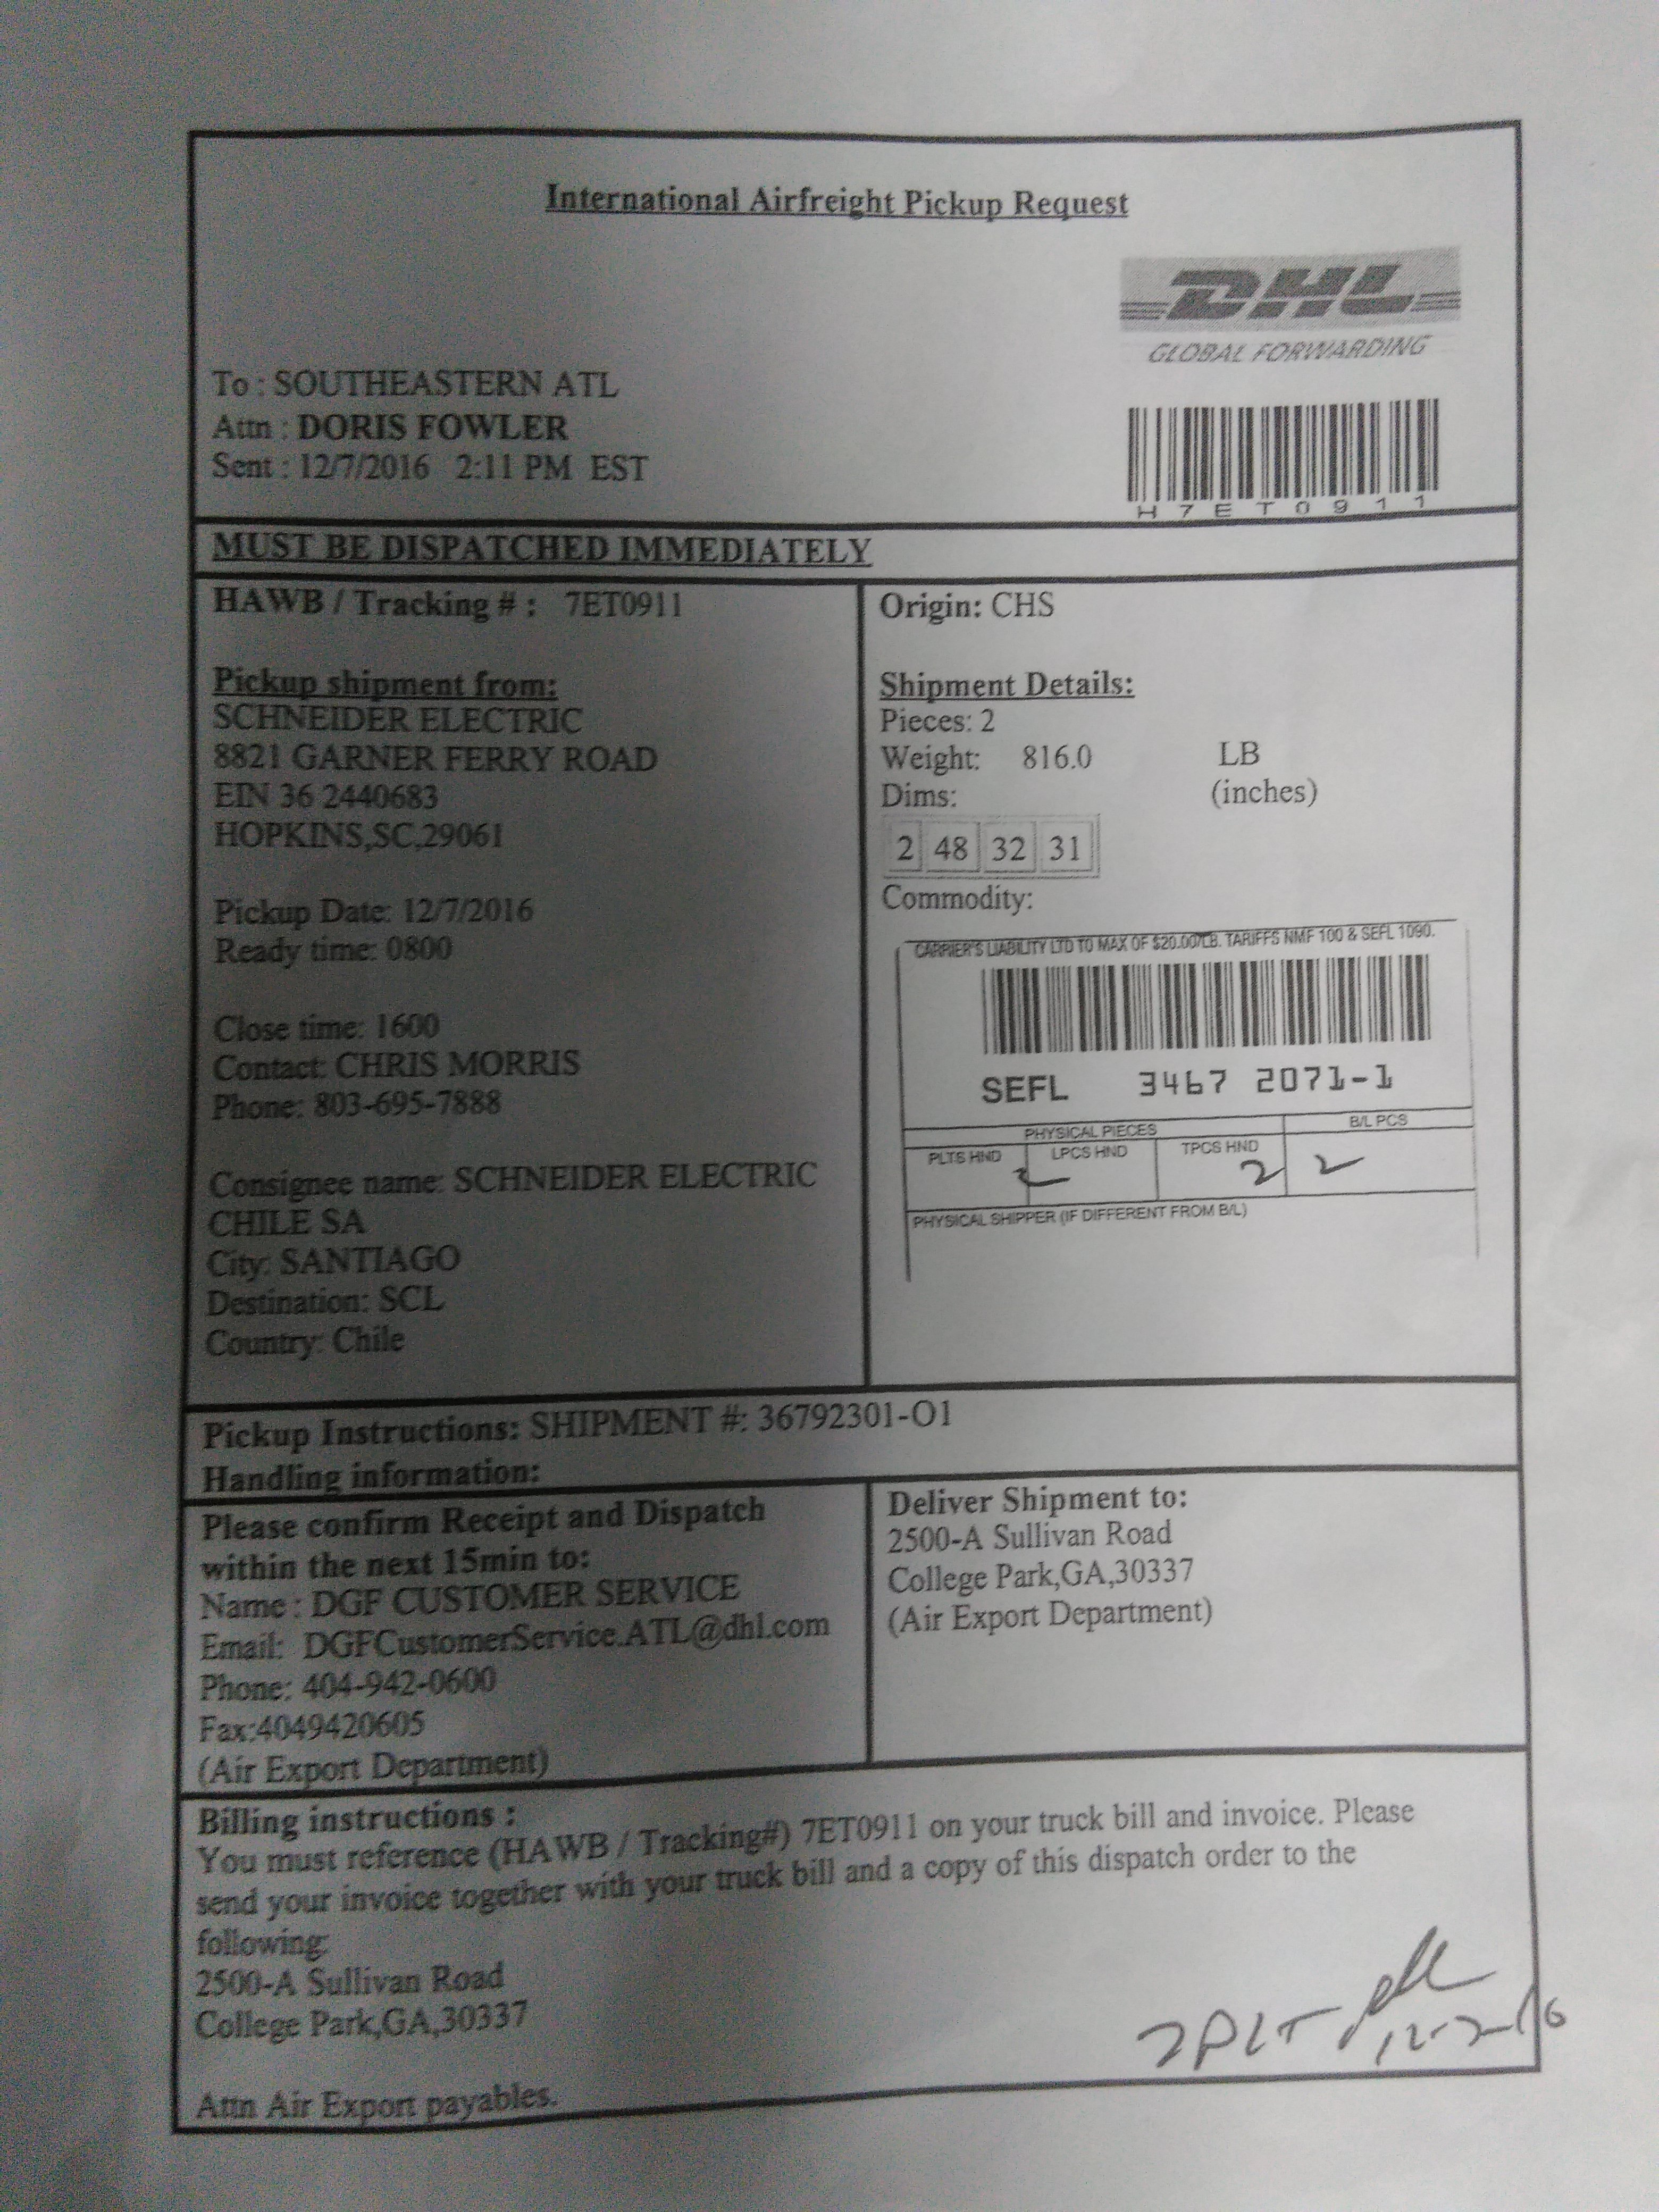 International Airfreight Pickup Request
DHL
GLOBAL FORWARDING
To : SOUTHEASTERN ATL
Attn : DORIS FOWLER
Sent : 12/7/2016 2:11 PM EST
H7ET0911
MUST BE DISPATCHED IMMEDIATELY
HAWB / Tracking # : 7ET0911
Pickup shipment from:
SCHNEIDER ELECTRIC
8821 GARNER FERRY ROAD
EIN 36 2440683
HOPKINS,SC,29061
Pickup Date: 12/7/2016
Ready time: 0800
Close time: 1600
Contact: CHRIS MORRIS
Phone: 803-695-7888
Consignee name: SCHNEIDER ELECTRIC
CHILE SA
City: SANTIAGO
Destination: SCL
Country: Chile
Origin: CHS
Shipment Details:
Pieces: 2
Weight: 816.0 LB
Dims: (inches)
2 48 32 31
Commodity:
CARRIER'S LIABILITY LTD TO MAX OF $20.00/LB. TARIFFS NMF 100 & SEFL 1090.
SEFL 3467 2071-1
PHYSICAL PIECES B/L PCS
PLTS HND LPCS HND TPCS HND
2 2 2
PHYSICAL SHIPPER (IF DIFFERENT FROM B/L)
Pickup Instructions: SHIPMENT #: 36792301-O1
Handling information:
Please confirm Receipt and Dispatch
within the next 15min to:
Name : DGF CUSTOMER SERVICE
Email: DGFCustomerService.ATL@dhl.com
Phone: 404-942-0600
Fax:4049420605
(Air Export Department)
Deliver Shipment to:
2500-A Sullivan Road
College Park,GA,30337
(Air Export Department)
Billing instructions :
You must reference (HAWB / Tracking#) 7ET0911 on your truck bill and invoice. Please
send your invoice together with your truck bill and a copy of this dispatch order to the
following:
2500-A Sullivan Road
College Park,GA,30337
Attn Air Export payables.
2PLT